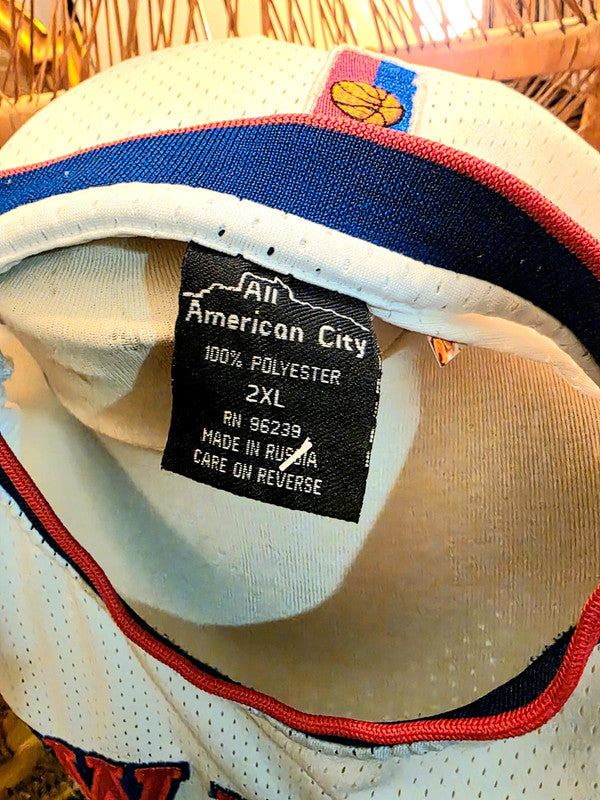 All
American City
100% POLYESTER
2XL
RN 96239
MADE IN RUSSIA
CARE ON REVERSE
W